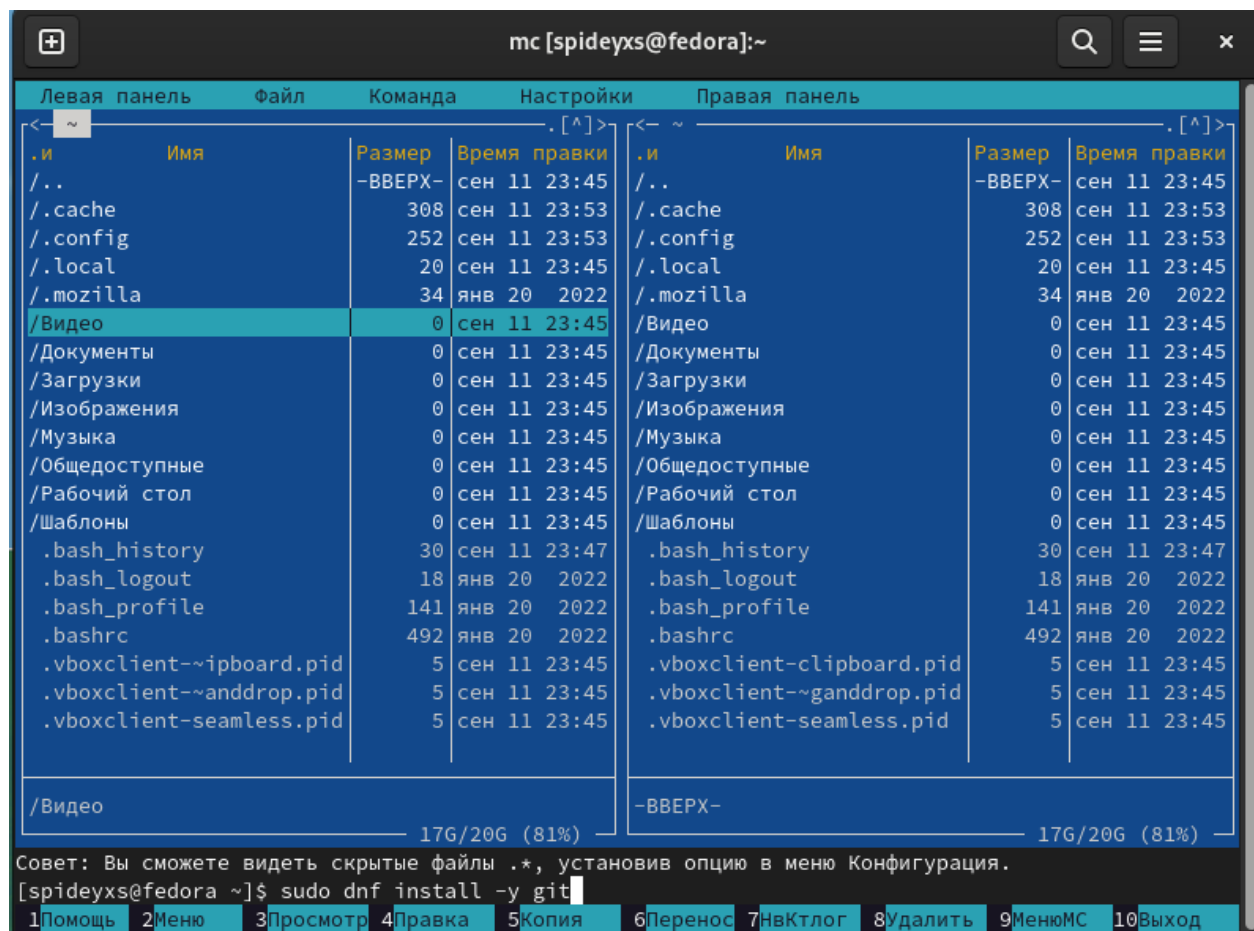 mc [spideyxs@fedora]:~
Левая панель Файл Команда Настройки Правая панель
<— ~ .[^]> <— ~ .[^]>
.и Имя Размер Время правки .и Имя Размер Время правки
/.. -ВВЕРХ- сен 11 23:45 /.. -ВВЕРХ- сен 11 23:45
/.cache 308 сен 11 23:53 /.cache 308 сен 11 23:53
/.config 252 сен 11 23:53 /.config 252 сен 11 23:53
/.local 20 сен 11 23:45 /.local 20 сен 11 23:45
/.mozilla 34 янв 20 2022 /.mozilla 34 янв 20 2022
/Видео 0 сен 11 23:45 /Видео 0 сен 11 23:45
/Документы 0 сен 11 23:45 /Документы 0 сен 11 23:45
/Загрузки 0 сен 11 23:45 /Загрузки 0 сен 11 23:45
/Изображения 0 сен 11 23:45 /Изображения 0 сен 11 23:45
/Музыка 0 сен 11 23:45 /Музыка 0 сен 11 23:45
/Общедоступные 0 сен 11 23:45 /Общедоступные 0 сен 11 23:45
/Рабочий стол 0 сен 11 23:45 /Рабочий стол 0 сен 11 23:45
/Шаблоны 0 сен 11 23:45 /Шаблоны 0 сен 11 23:45
.bash_history 30 сен 11 23:47 .bash_history 30 сен 11 23:47
.bash_logout 18 янв 20 2022 .bash_logout 18 янв 20 2022
.bash_profile 141 янв 20 2022 .bash_profile 141 янв 20 2022
.bashrc 492 янв 20 2022 .bashrc 492 янв 20 2022
.vboxclient-~ipboard.pid 5 сен 11 23:45 .vboxclient-clipboard.pid 5 сен 11 23:45
.vboxclient-~anddrop.pid 5 сен 11 23:45 .vboxclient-~ganddrop.pid 5 сен 11 23:45
.vboxclient-seamless.pid 5 сен 11 23:45 .vboxclient-seamless.pid 5 сен 11 23:45
/Видео -ВВЕРХ-
17G/20G (81%) 17G/20G (81%)
Совет: Вы сможете видеть скрытые файлы .*, установив опцию в меню Конфигурация.
[spideyxs@fedora ~]$ sudo dnf install -y git
1Помощь 2Меню 3Просмотр 4Правка 5Копия 6Перенос 7НвКтлог 8Удалить 9МенюMC 10Выход